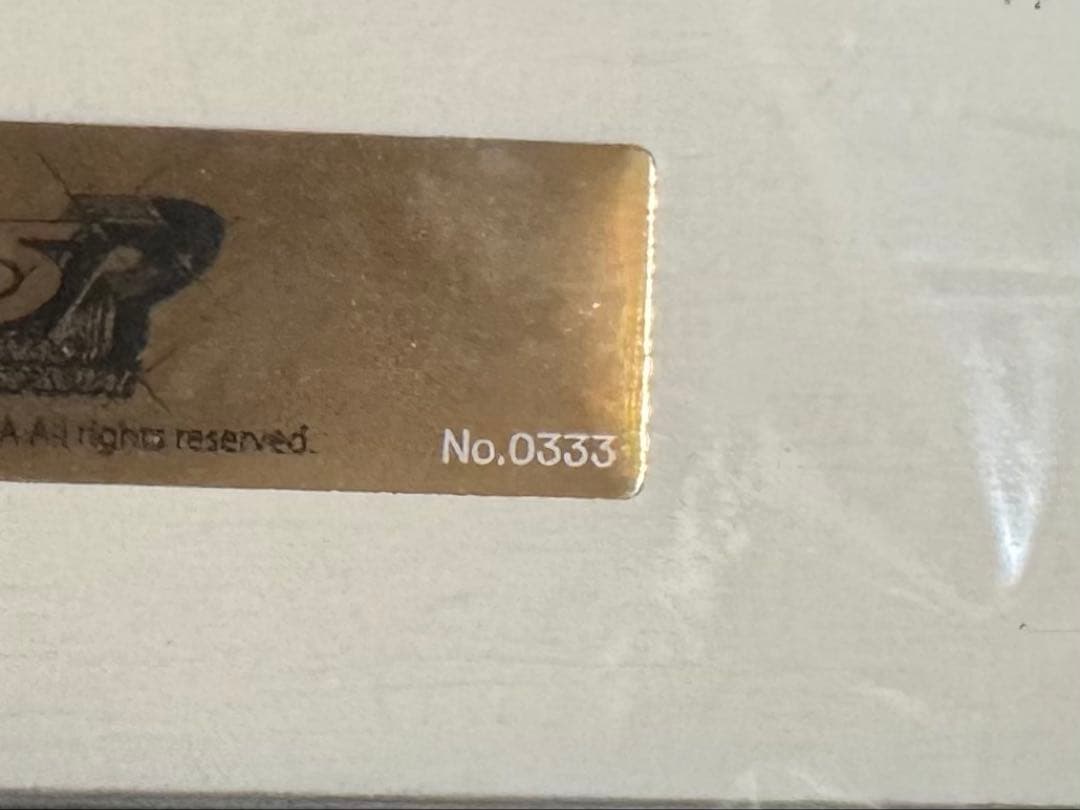 A All rights reserved.
No.0333